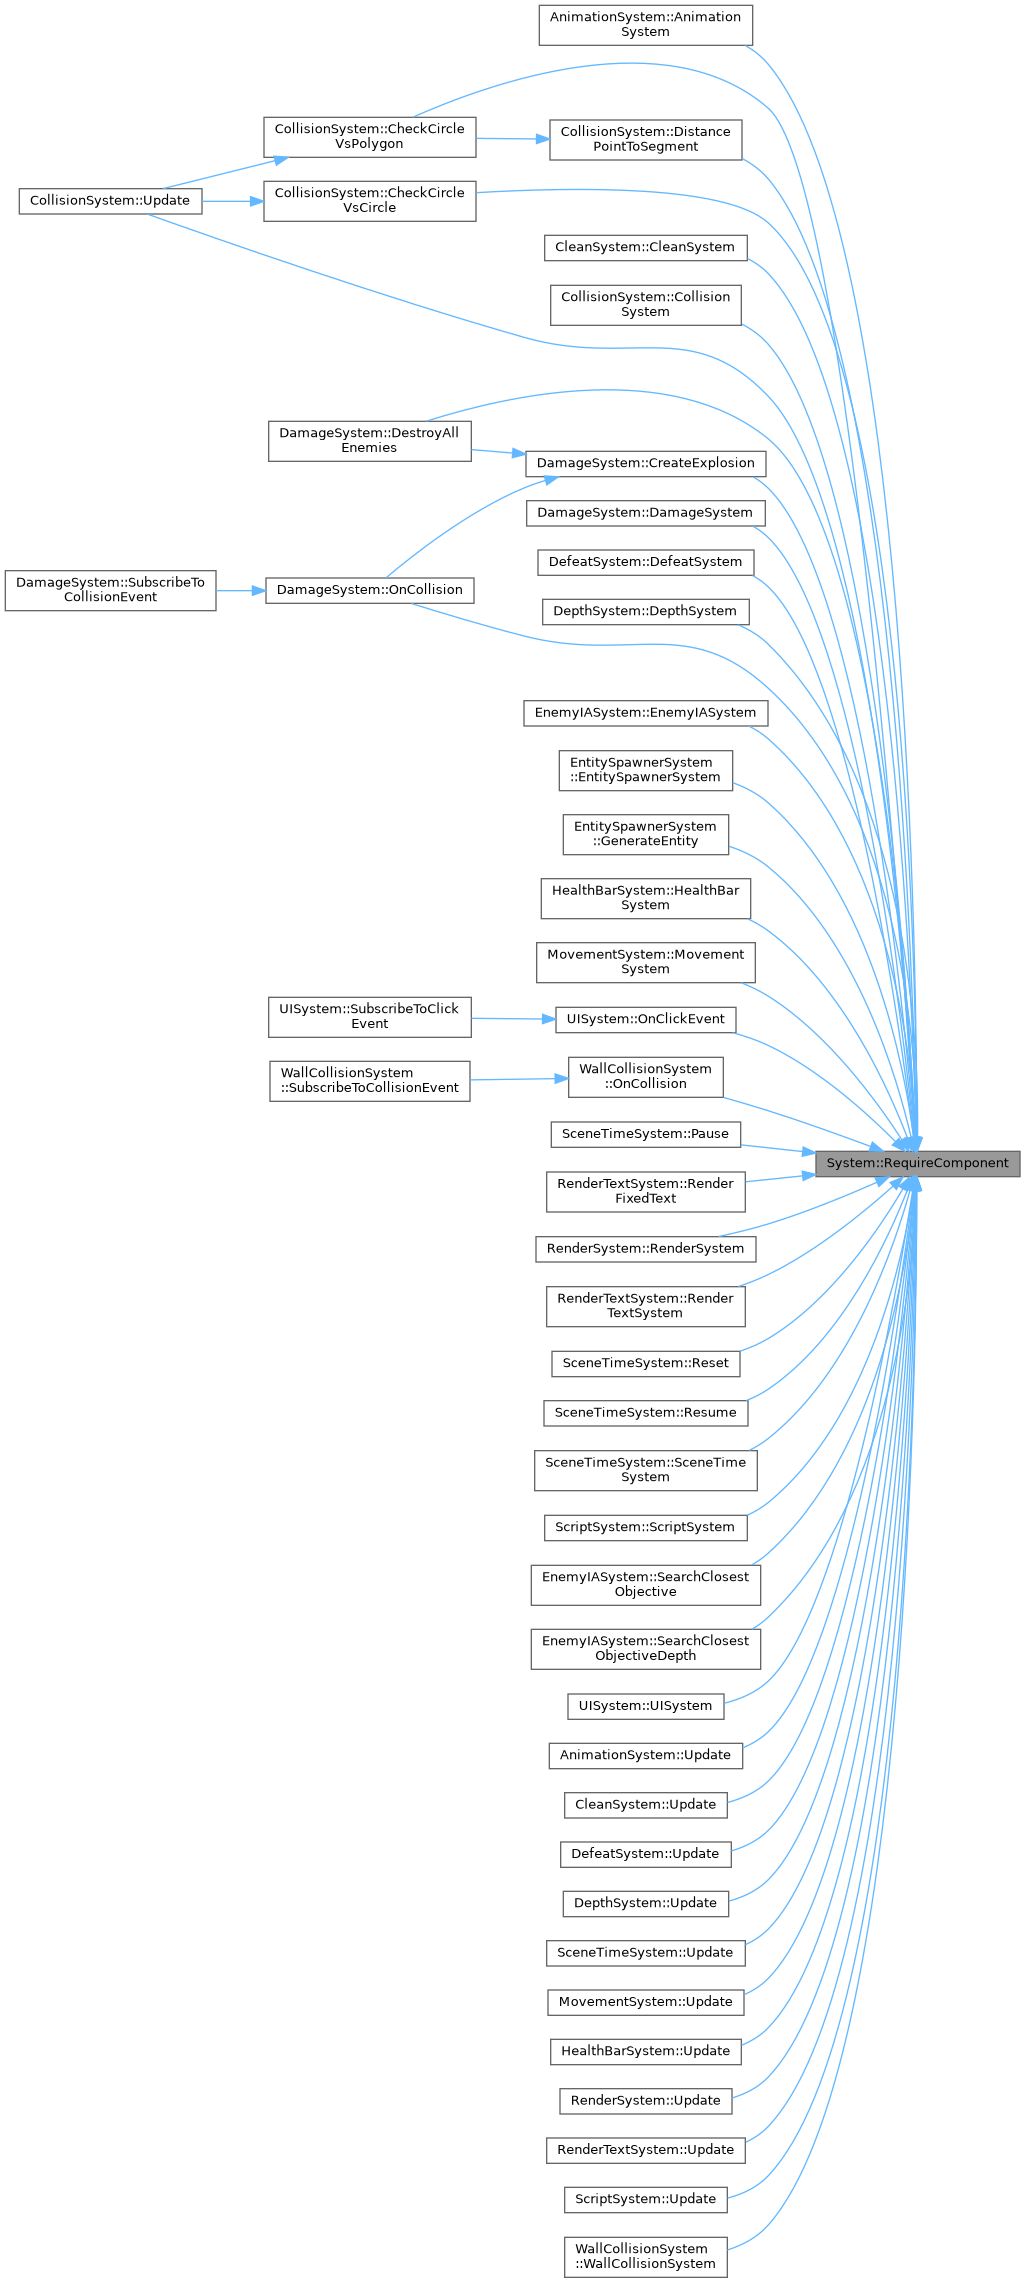 AnimationSystem::Animation
System
CollisionSystem::CheckCircle
VsPolygon
CollisionSystem::Distance
PointToSegment
CollisionSystem::Update
CollisionSystem::CheckCircle
VsCircle
CleanSystem::CleanSystem
CollisionSystem::Collision
System
DamageSystem::DestroyAll
Enemies
DamageSystem::CreateExplosion
DamageSystem::DamageSystem
DefeatSystem::DefeatSystem
DamageSystem::SubscribeTo
CollisionEvent
DamageSystem::OnCollision
DepthSystem::DepthSystem
EnemyIASystem::EnemyIASystem
EntitySpawnerSystem
::EntitySpawnerSystem
EntitySpawnerSystem
::GenerateEntity
HealthBarSystem::HealthBar
System
MovementSystem::Movement
System
UISystem::SubscribeToClick
Event
UISystem::OnClickEvent
WallCollisionSystem
::SubscribeToCollisionEvent
WallCollisionSystem
::OnCollision
SceneTimeSystem::Pause
System::RequireComponent
RenderTextSystem::Render
FixedText
RenderSystem::RenderSystem
RenderTextSystem::Render
TextSystem
SceneTimeSystem::Reset
SceneTimeSystem::Resume
SceneTimeSystem::SceneTime
System
ScriptSystem::ScriptSystem
EnemyIASystem::SearchClosest
Objective
EnemyIASystem::SearchClosest
ObjectiveDepth
UISystem::UISystem
AnimationSystem::Update
CleanSystem::Update
DefeatSystem::Update
DepthSystem::Update
SceneTimeSystem::Update
MovementSystem::Update
HealthBarSystem::Update
RenderSystem::Update
RenderTextSystem::Update
ScriptSystem::Update
WallCollisionSystem
::WallCollisionSystem